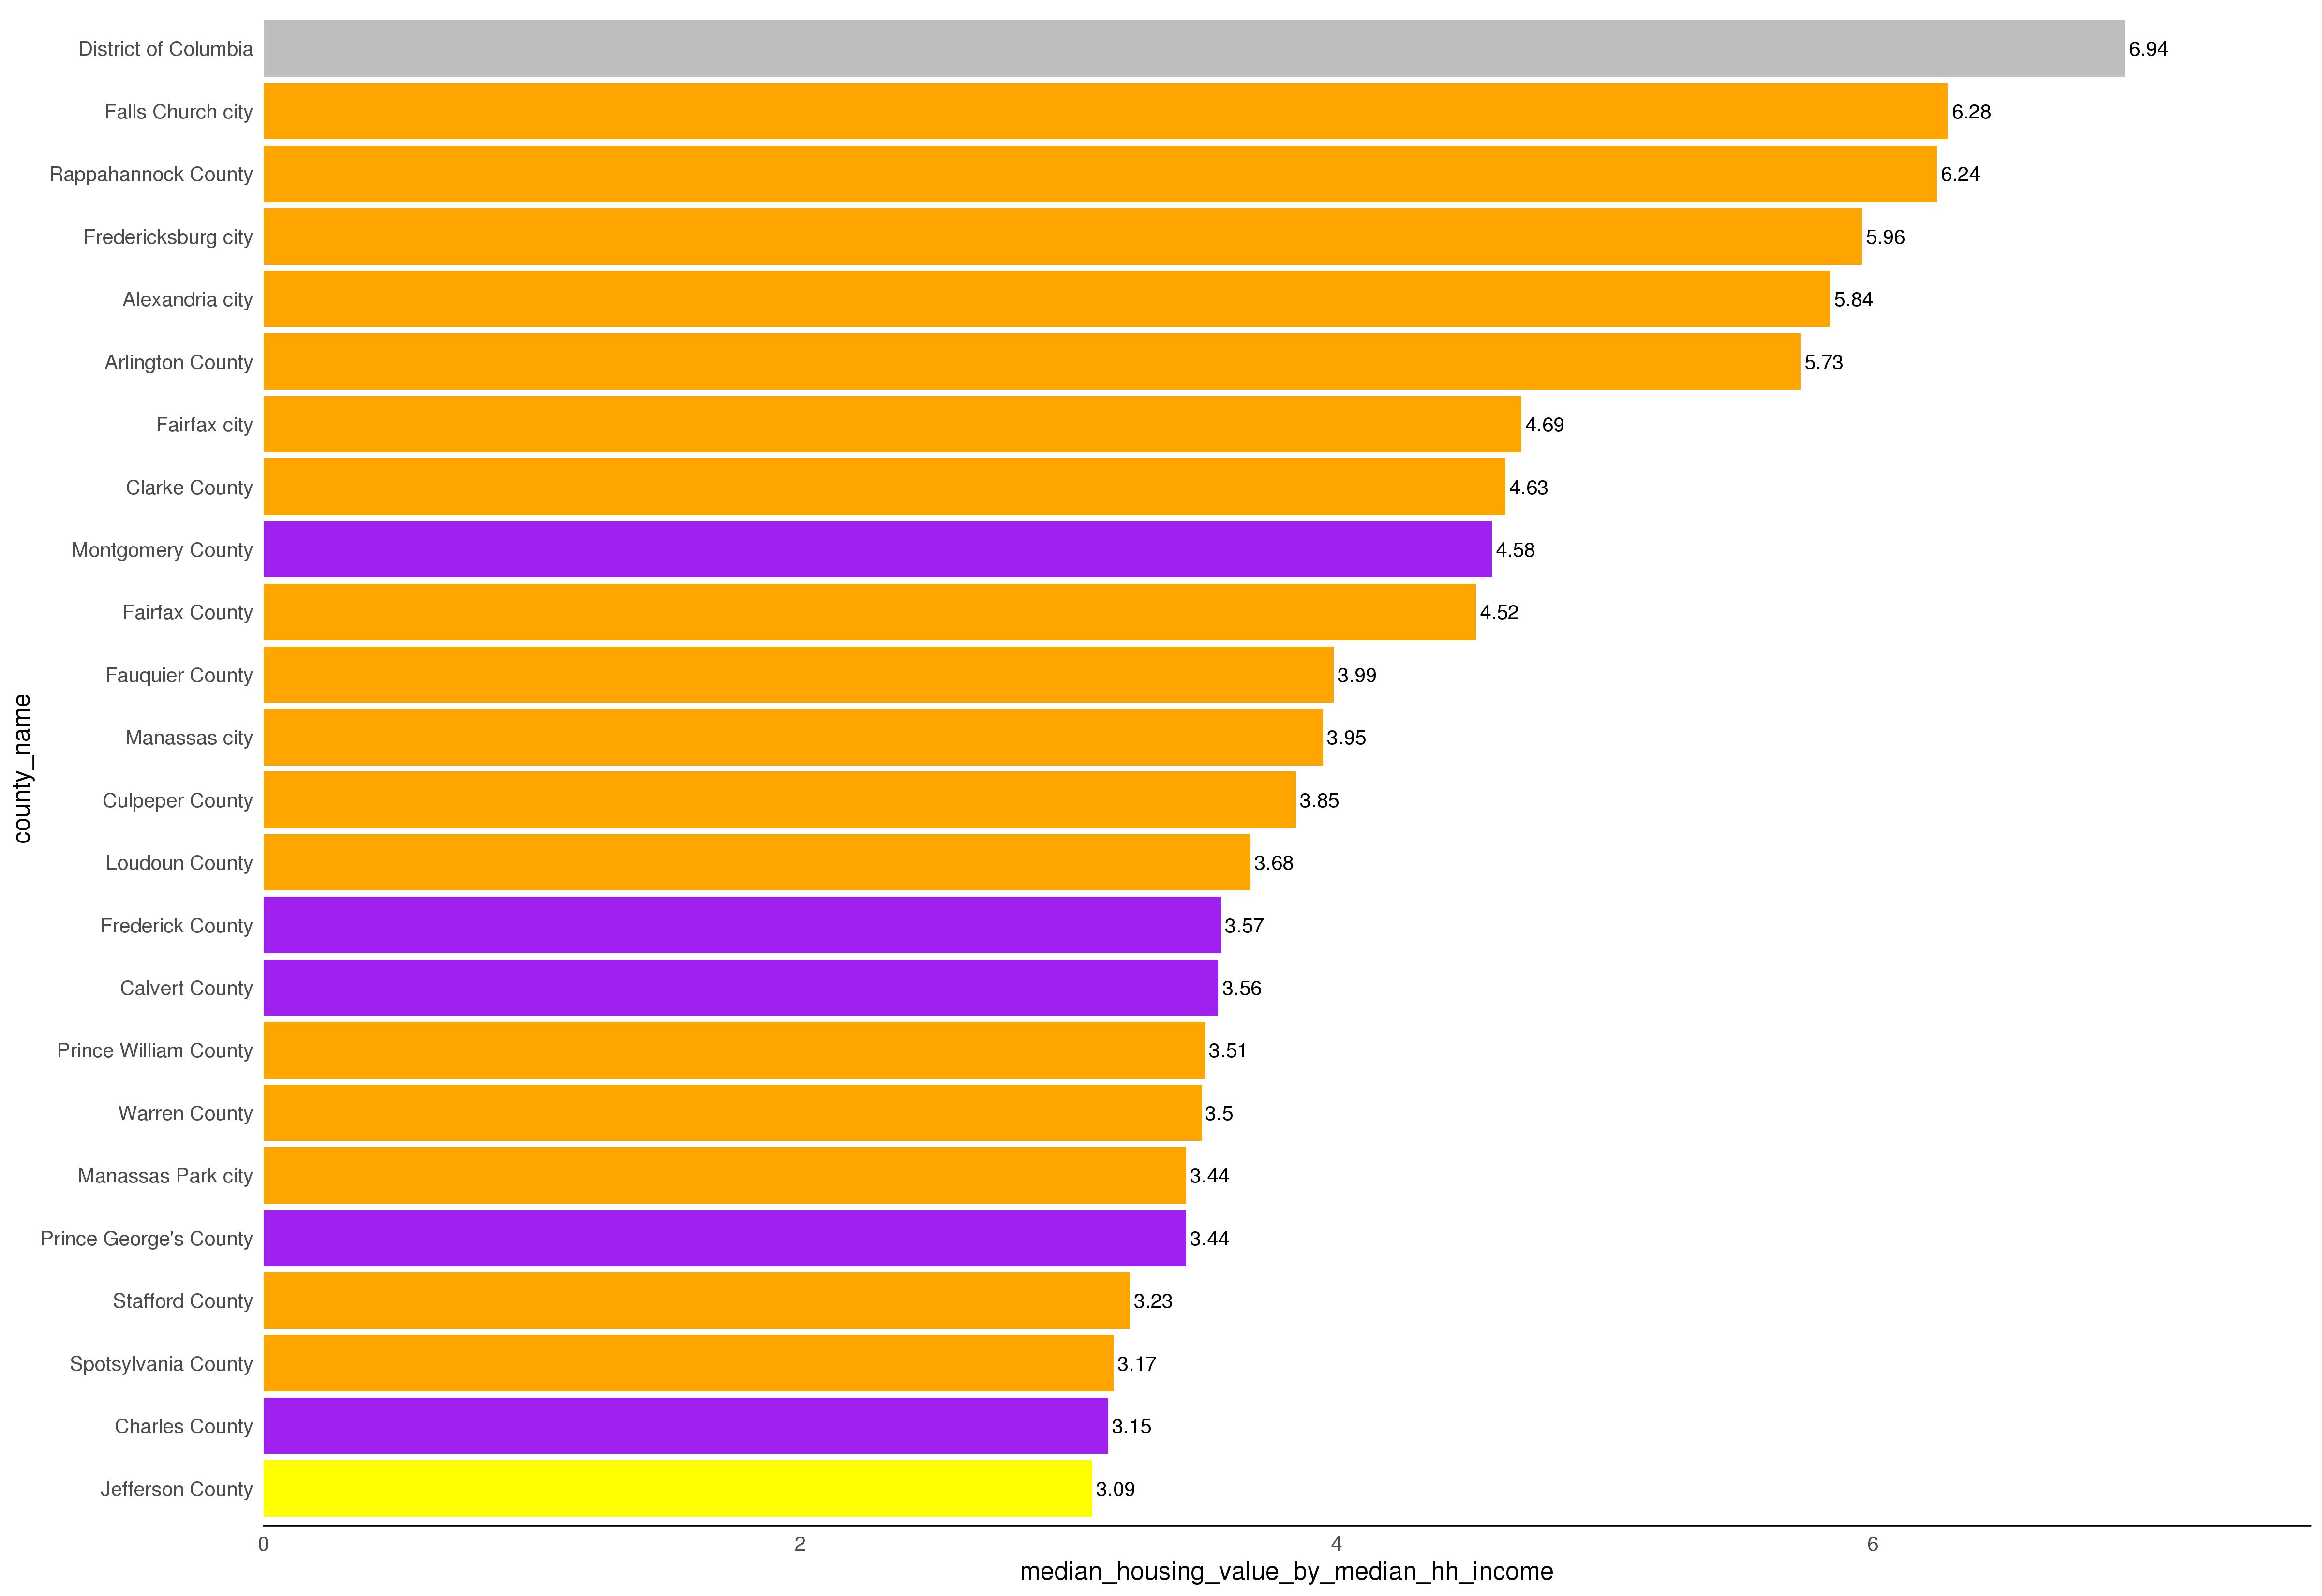 District of Columbia 6.94
Falls Church city 6.28
Rappahannock County 6.24
Fredericksburg city 5.96
Alexandria city 5.84
Arlington County 5.73
Fairfax city 4.69
Clarke County 4.63
Montgomery County 4.58
Fairfax County 4.52
Fauquier County 3.99
Manassas city 3.95
Culpeper County 3.85
Loudoun County 3.68
Frederick County 3.57
Calvert County 3.56
Prince William County 3.51
Warren County 3.5
Manassas Park city 3.44
Prince George's County 3.44
Stafford County 3.23
Spotsylvania County 3.17
Charles County 3.15
Jefferson County 3.09
county_name
0 2 4 6
median_housing_value_by_median_hh_income